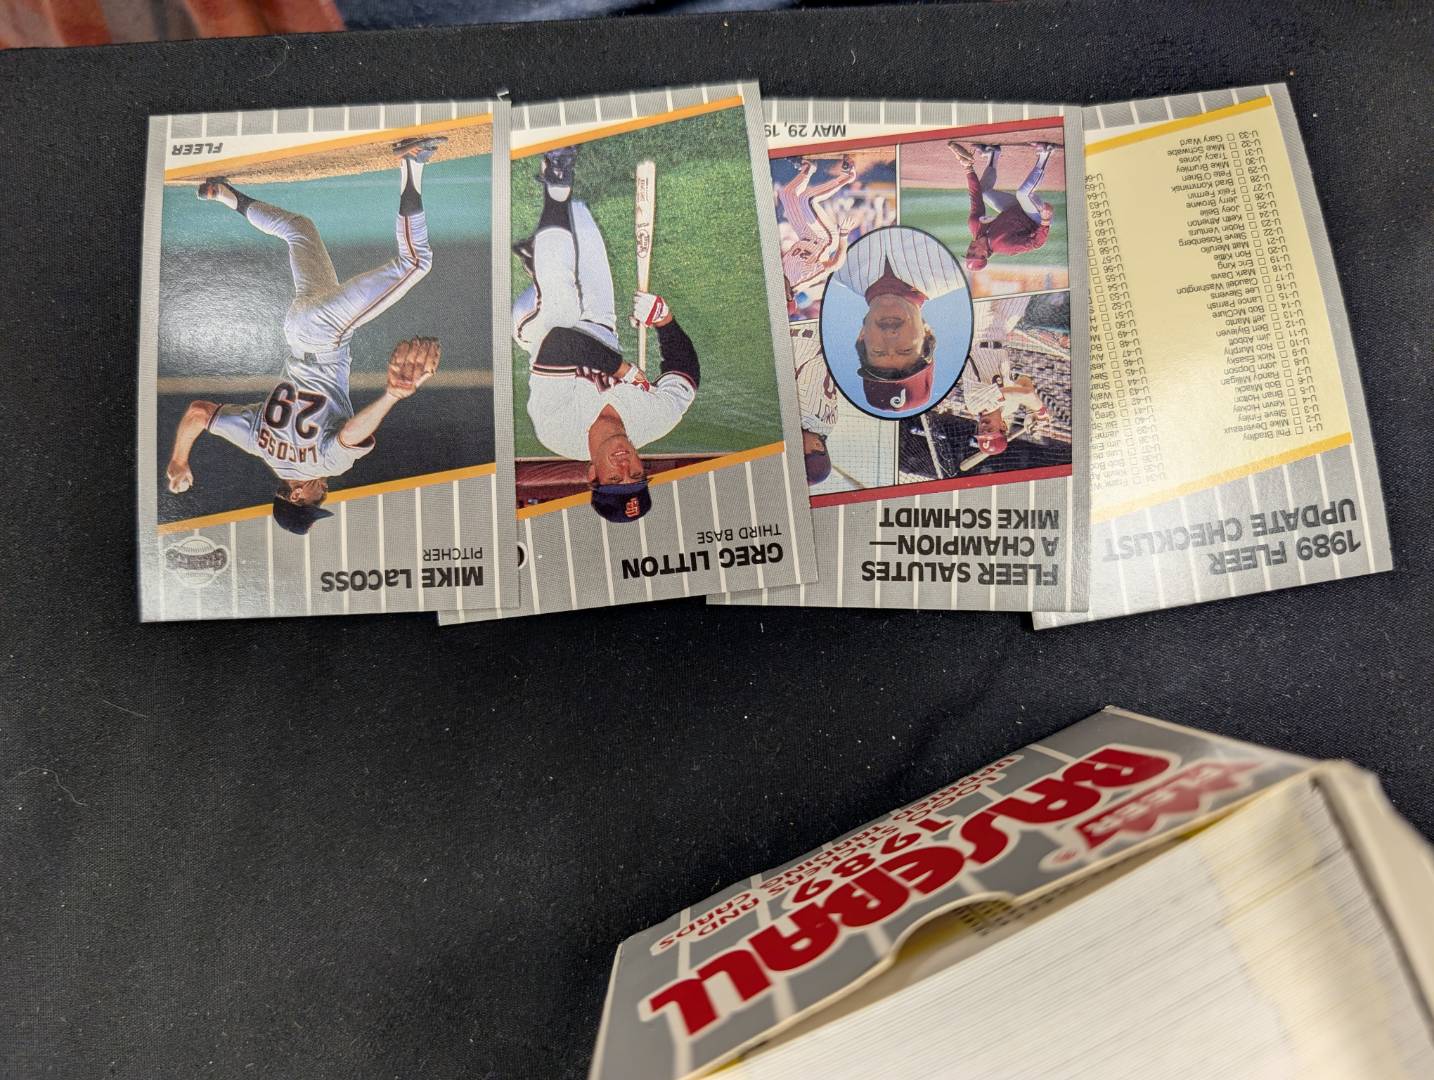 1989 FLEER
UPDATE CHECKLIST
U-1 Phil Bradley
U-2 Mike Devereaux
U-3 Steve Finley
U-4 Kevin Hickey
U-5 Brian Holton
U-6 Bob Milacki
U-7 Randy Milligan
U-8 John Dopson
U-9 Nick Esasky
U-10 Rob Murphy
U-11 Jim Abbott
U-12 Bert Blyleven
U-13 Jeff Manto
U-14 Bob McClure
U-15 Lance Parrish
U-16 Lee Stevens
Claudell Washington
U-18 Mark Davis
U-19 Eric King
U-20 Ron Kittle
U-21 Matt Merullo
U-22 Steve Rosenberg
U-23 Robin Ventura
U-24 Keith Atherton
U-25 Joey Belle
U-26 Jerry Browne
U-27 Felix Fermin
U-28 Brad Komminsk
U-29 Pete O'Brien
U-30 Mike Brumley
U-31 Tracy Jones
U-32 Mike Schwabe
U-33 Gary Ward
FLEER SALUTES
A CHAMPION—
MIKE SCHMIDT
MAY 29, 19
GREG LITTON
THIRD BASE
MIKE LaCOSS
PITCHER
LACOSS
29
FLEER
FLEER
BASEBALL
1989
LOGO STICKERS AND
UPDATED TRADING CARDS